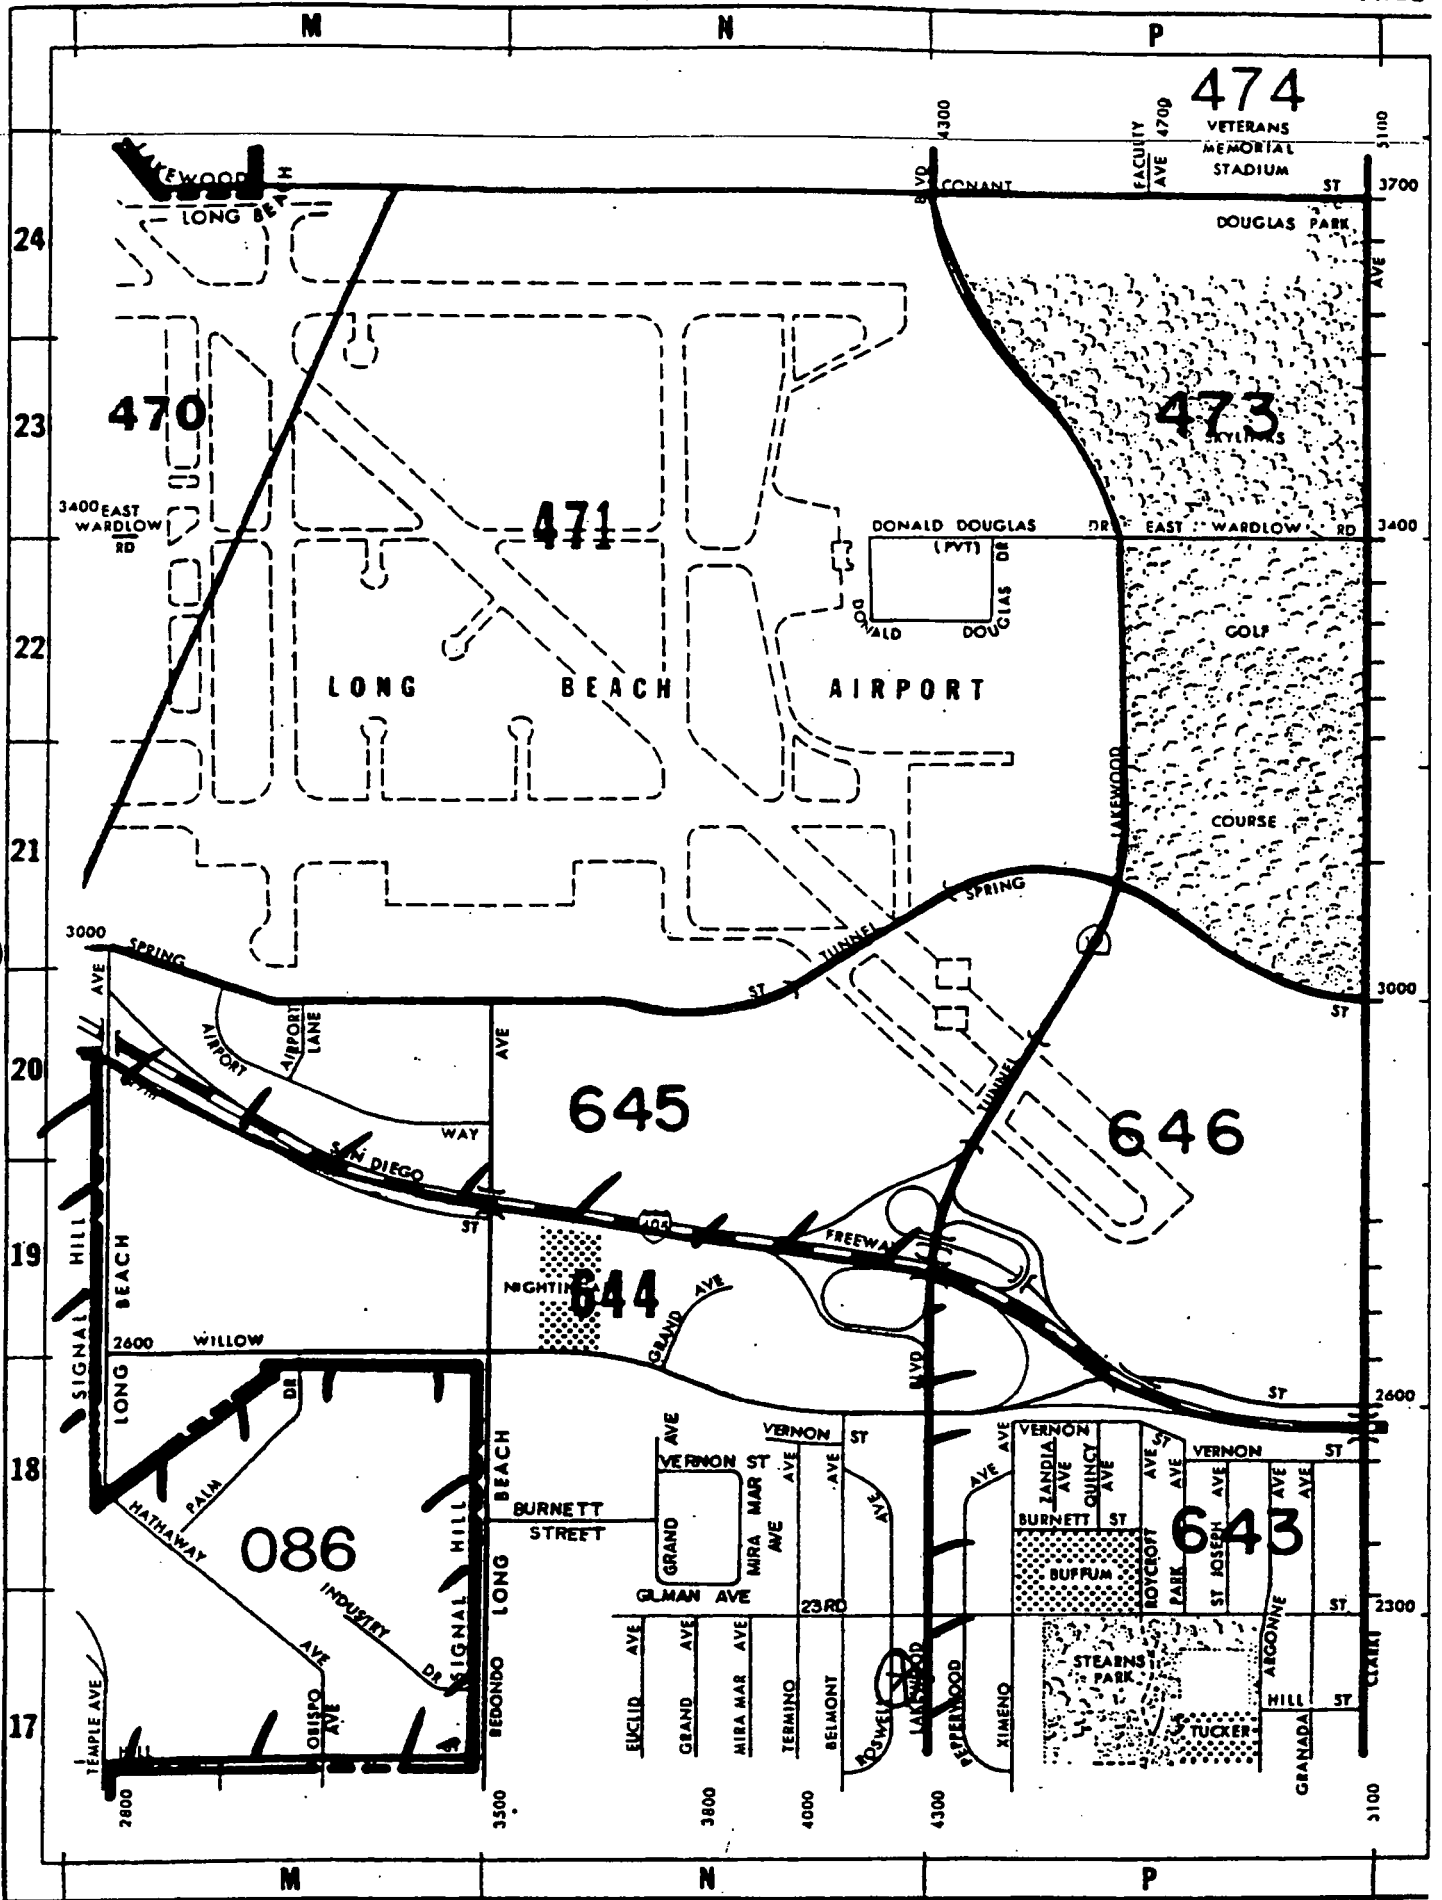 M N P
474
VETERANS
MEMORIAL
STADIUM
4300
FACULTY
AVE 4700
5100
LAKEWOOD
LONG BEACH
BLVD
CONANT
ST
3700
24
DOUGLAS PARK
AVE
23
470
473
3400 EAST
WARDLOW
RD
471
DONALD DOUGLAS DR
(PVT)
EAST WARDLOW RD
3400
DONALD DOUGLAS DR
22
GOLF
LONG BEACH AIRPORT
LAKEWOOD
COURSE
21
3000
SPRING
AVE
TUNNEL
SPRING
19
ST
3000
ST
AIRPORT
AIRPORT
LANE
AVE
20
645
TUNNEL
646
WAY
SAN DIEGO
ST
405
FREEWAY
19
SIGNAL HILL
LONG BEACH
644
GRAND AVE
2600 WILLOW
BLVD
ST
2600
LONG BEACH
DR
AVE
VERNON ST
VERNON
ST
VERNON
ST
18
VERNON ST
AVE
AVE
AVE
AVE
AVE
ZANDIA
AVE
QUINCY
AVE
AVE
AVE
AVE
AVE
AVE
PALM
HATHAWAY
LONG BEACH
BURNETT
STREET
GRAND
MIRA MAR
AVE
BURNETT ST
643
086
BUFFUM
ROYCROFT
PARK
ST JOSEPH
INDUSTRY
SIGNAL HILL
GILMAN AVE
23RD
ST
2300
AVE
DR
AVE
AVE
AVE
ARGONNE
CLARK
STEARNS
PARK
17
TEMPLE AVE
OBISPO
AVE
REDONDO
EUCLID
GRAND
MIRA MAR
TERMINO
BELMONT
ROSWELL
LAKEWOOD
PEPPERWOOD
XIMENO
HILL ST
TUCKER
GRANADA
HILL
2800
3500
3800
4000
4300
5100
M N P